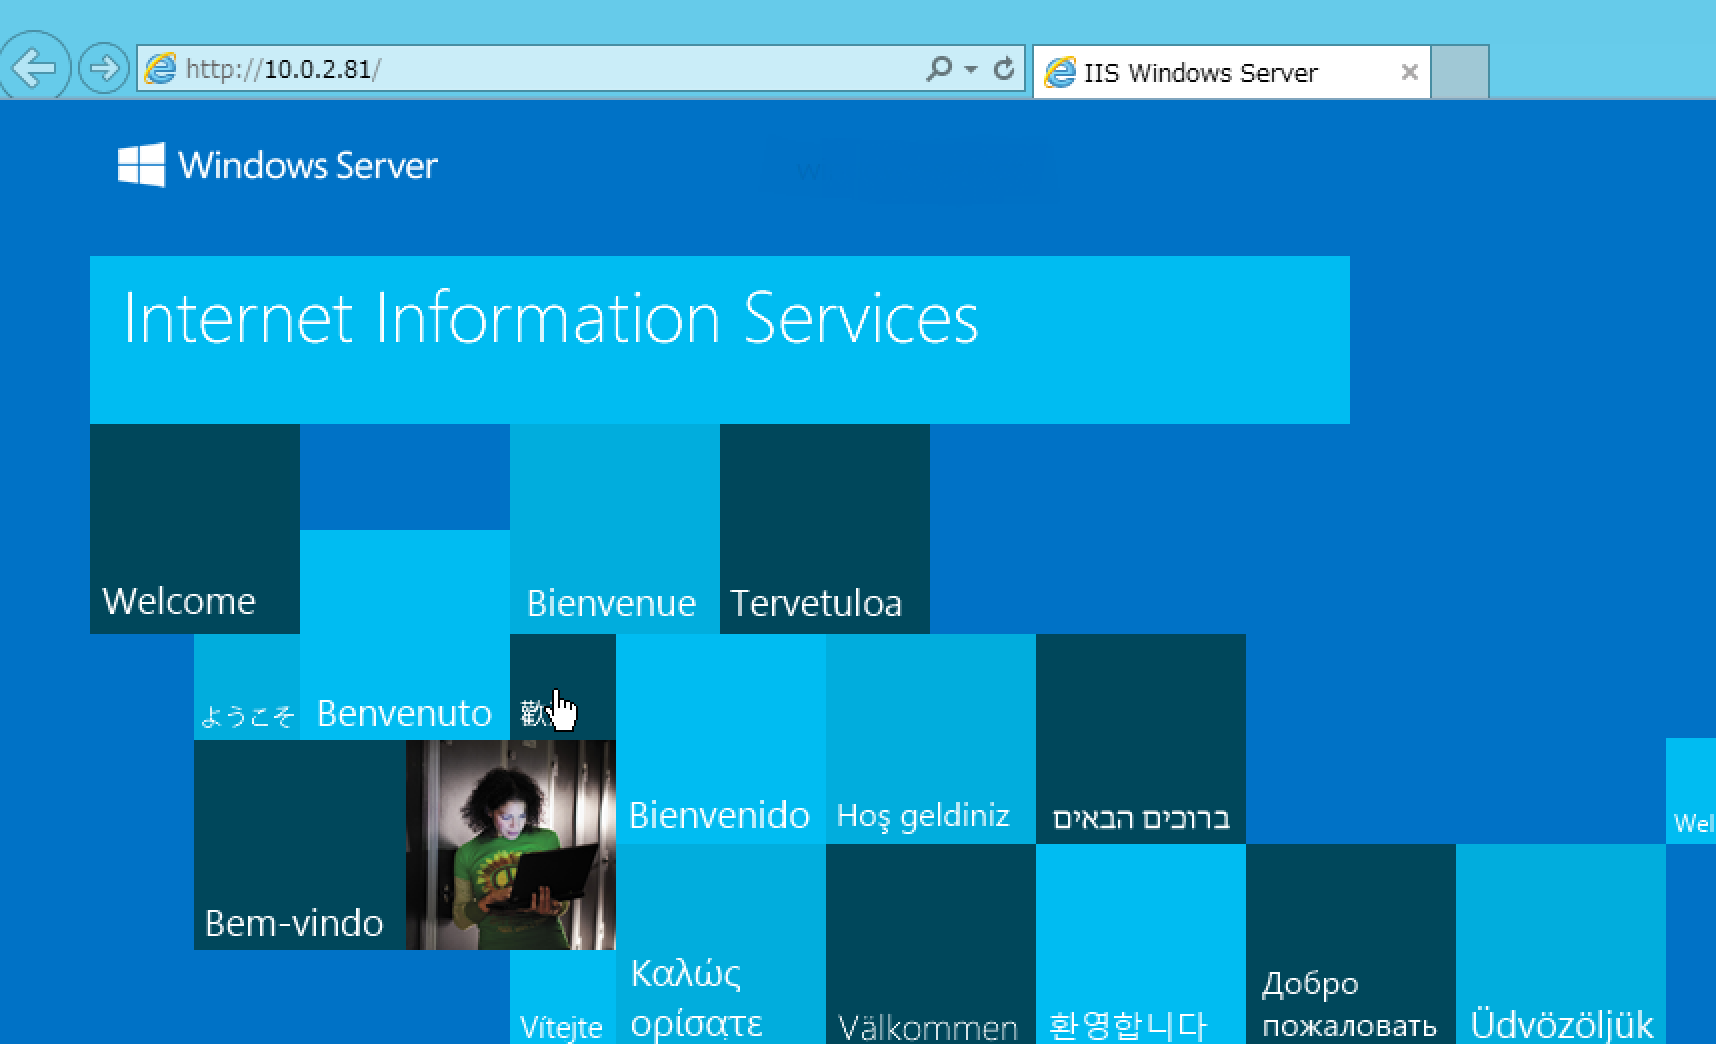 http://10.0.2.81/
IIS Windows Server
Windows Server
Internet Information Services
Welcome
Bienvenue
Tervetuloa
ようこそ
Benvenuto
歡
Bienvenido
Hoş geldiniz
ברוכים הבאים
Wel
Bem-vindo
Καλώς
ορίσατε
Vítejte
Välkommen
환영합니다
Добро
пожаловать
Üdvözöljük